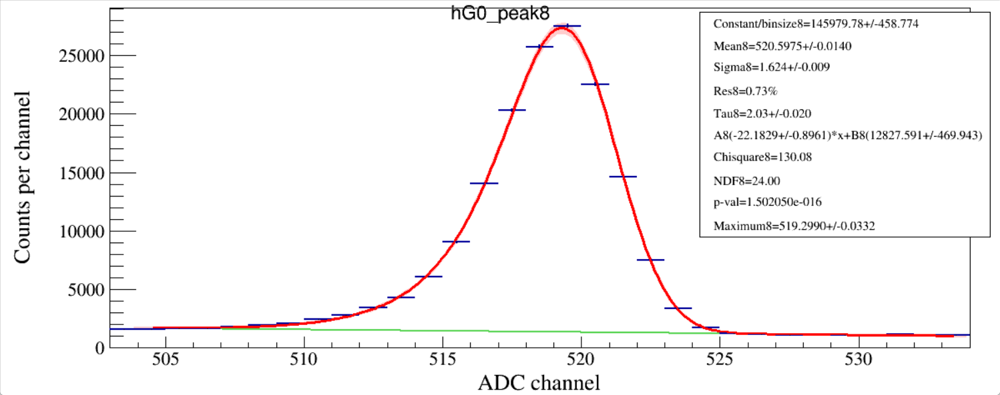 hG0_peak8
Constant/binsize8=145979.78+/-458.774
Mean8=520.5975+/-0.0140
Sigma8=1.624+/-0.009
Res8=0.73%
Tau8=2.03+/-0.020
A8(-22.1829+/-0.8961)*x+B8(12827.591+/-469.943)
Chisquare8=130.08
NDF8=24.00
p-val=1.502050e-016
Maximum8=519.2990+/-0.0332
Counts per channel
25000
20000
15000
10000
5000
0
505 510 515 520 525 530
ADC channel